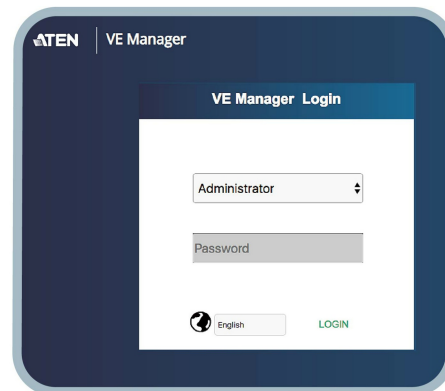 ATEN VE Manager
VE Manager Login
Administrator
Password
English LOGIN